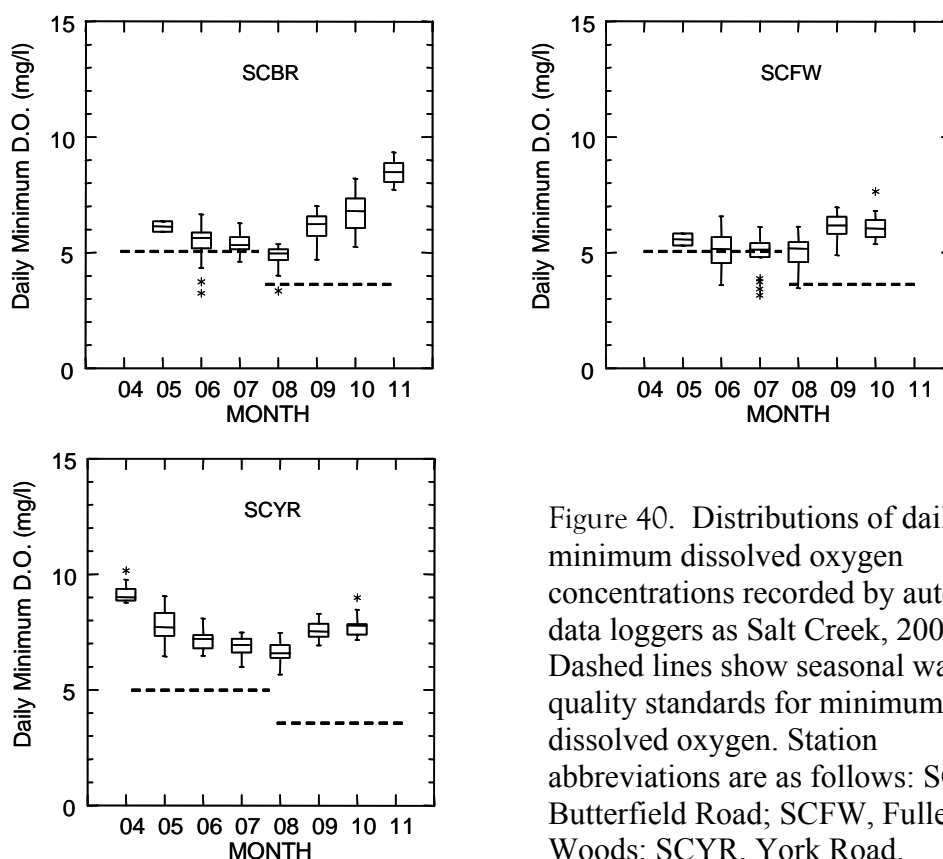 15
10
5
0
Daily Minimum D.O. (mg/l)
SCBR
04 05 06 07 08 09 10 11
MONTH
15
10
5
0
Daily Minimum D.O. (mg/l)
SCFW
04 05 06 07 08 09 10 11
MONTH
15
10
5
0
Daily Minimum D.O. (mg/l)
SCYR
04 05 06 07 08 09 10 11
MONTH
Figure 40. Distributions of dail
minimum dissolved oxygen
concentrations recorded by aut
data loggers as Salt Creek, 200
Dashed lines show seasonal wa
quality standards for minimum
dissolved oxygen. Station
abbreviations are as follows: S
Butterfield Road; SCFW, Fulle
Woods; SCYR, York Road.